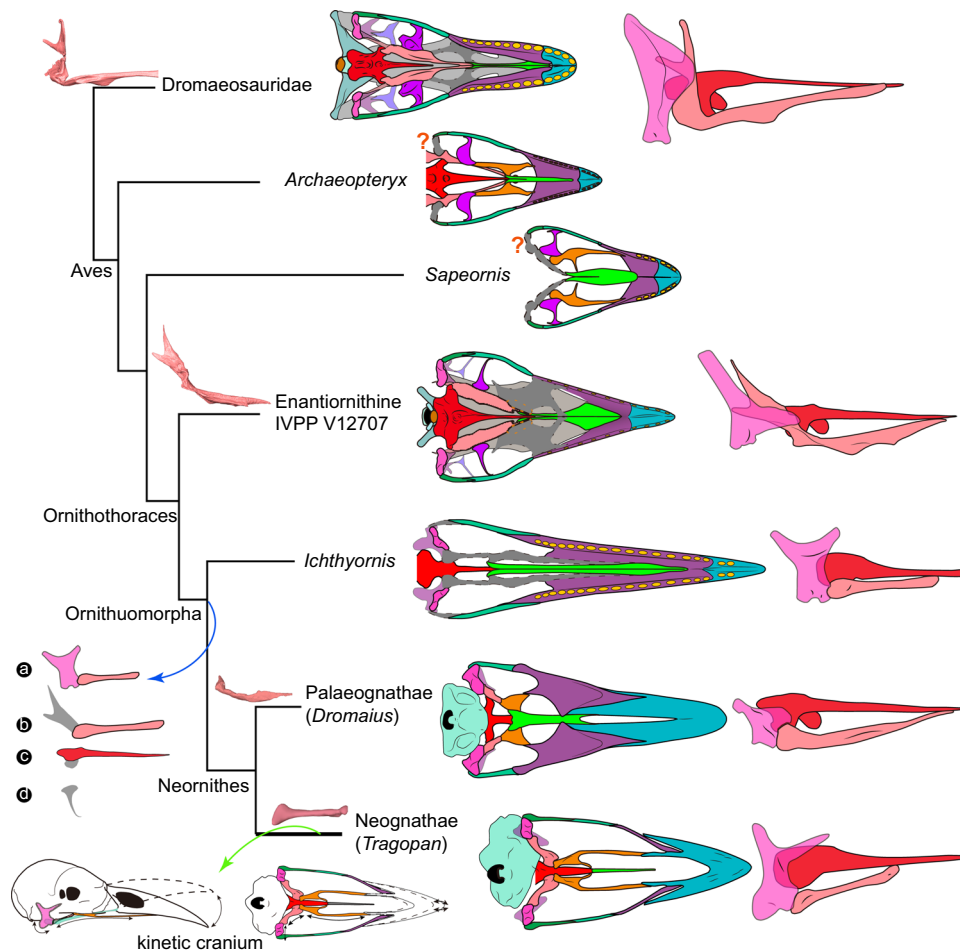 Dromaeosauridae
?
Archaeopteryx
?
Sapeornis
Aves
Enantiornithine
IVPP V12707
Ornithothoraces
Ichthyornis
Ornithuomorpha
a
b
c
d
Palaeognathae
(Dromaius)
Neornithes
Neognathae
(Tragopan)
kinetic cranium